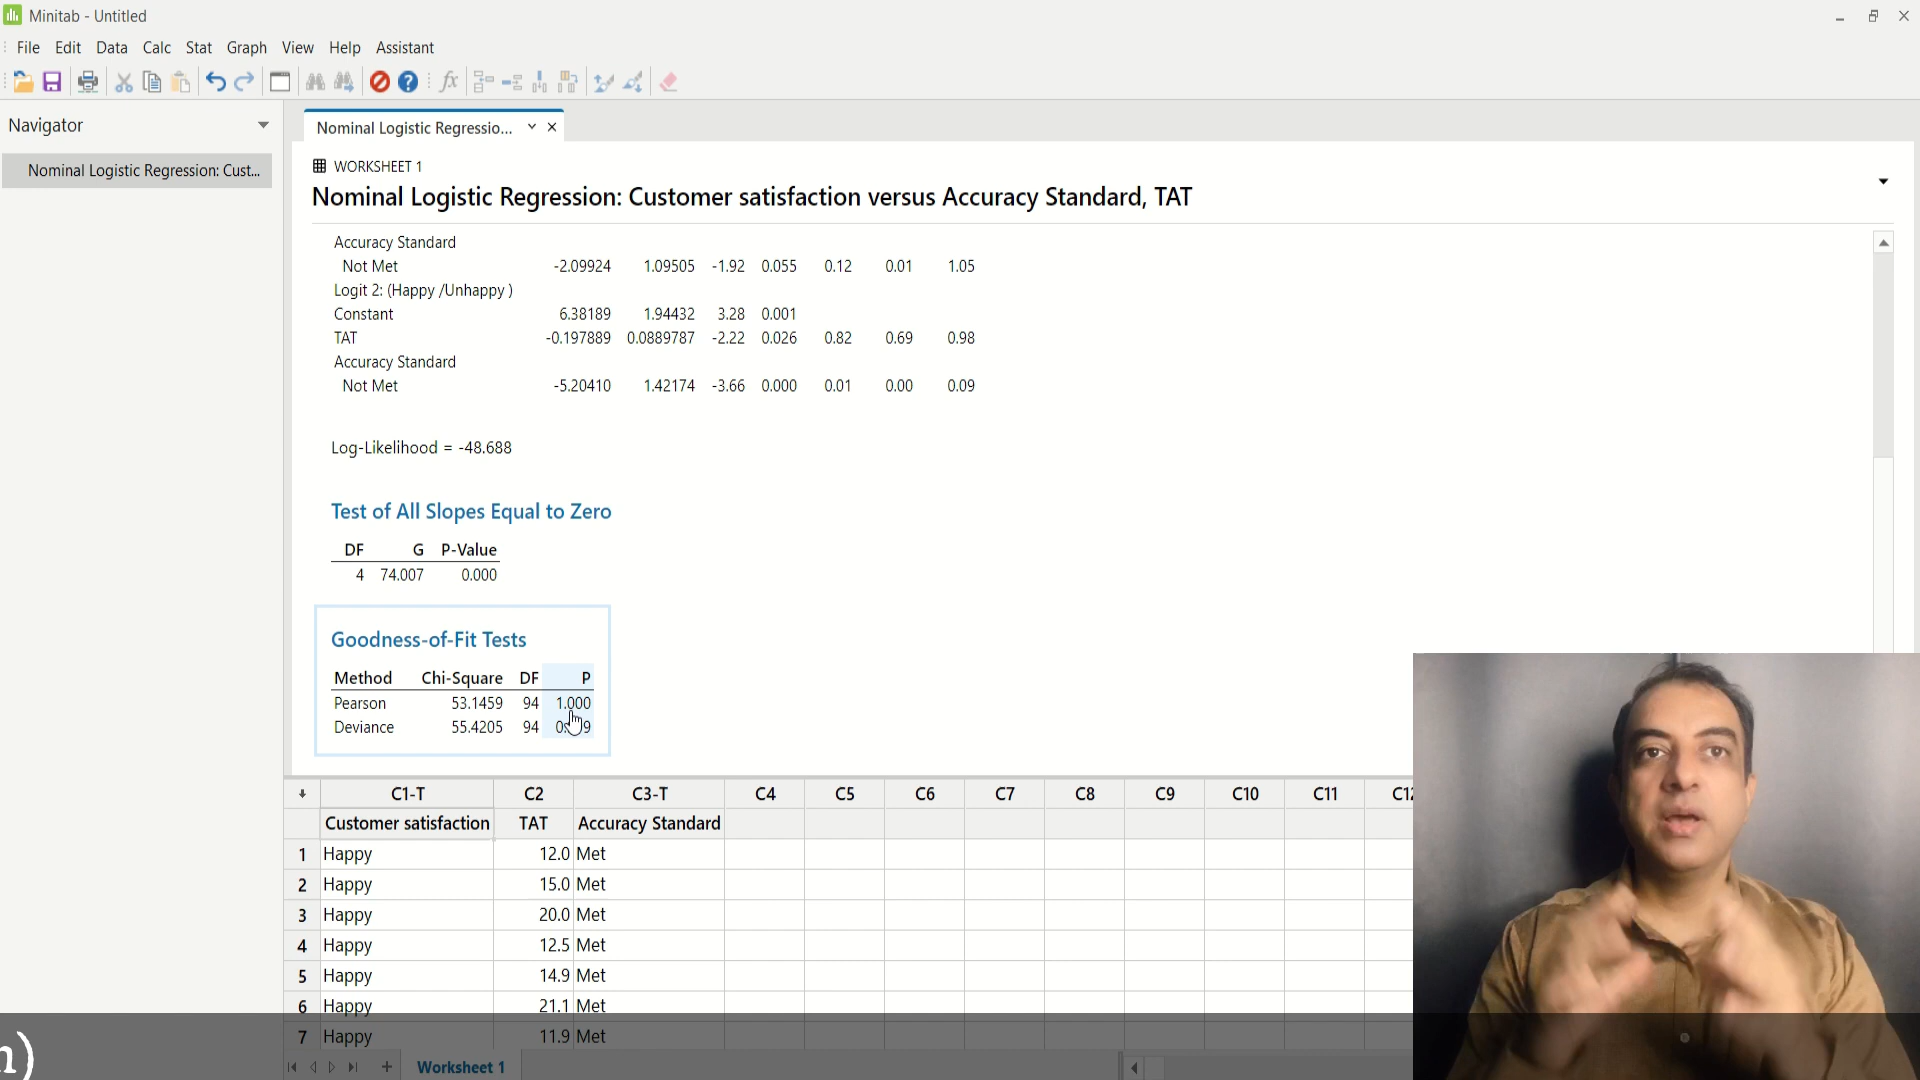 Minitab - Untitled
File Edit Data Calc Stat Graph View Help Assistant
Navigator
Nominal Logistic Regressio...
Nominal Logistic Regression: Cust...
WORKSHEET 1
Nominal Logistic Regression: Customer satisfaction versus Accuracy Standard, TAT
Accuracy Standard
Not Met -2.09924 1.09505 -1.92 0.055 0.12 0.01 1.05
Logit 2: (Happy /Unhappy )
Constant 6.38189 1.94432 3.28 0.001
TAT -0.197889 0.0889787 -2.22 0.026 0.82 0.69 0.98
Accuracy Standard
Not Met -5.20410 1.42174 -3.66 0.000 0.01 0.00 0.09
Log-Likelihood = -48.688
Test of All Slopes Equal to Zero
DF G P-Value
4 74.007 0.000
Goodness-of-Fit Tests
Method Chi-Square DF P
Pearson 53.1459 94 1.000
Deviance 55.4205 94
C1-T C2 C3-T C4 C5 C6 C7 C8 C9 C10 C11
Customer satisfaction TAT Accuracy Standard
1 Happy 12.0 Met
2 Happy 15.0 Met
3 Happy 20.0 Met
4 Happy 12.5 Met
5 Happy 14.9 Met
6 Happy 21.1 Met
7 Happy 11.9 Met
Worksheet 1